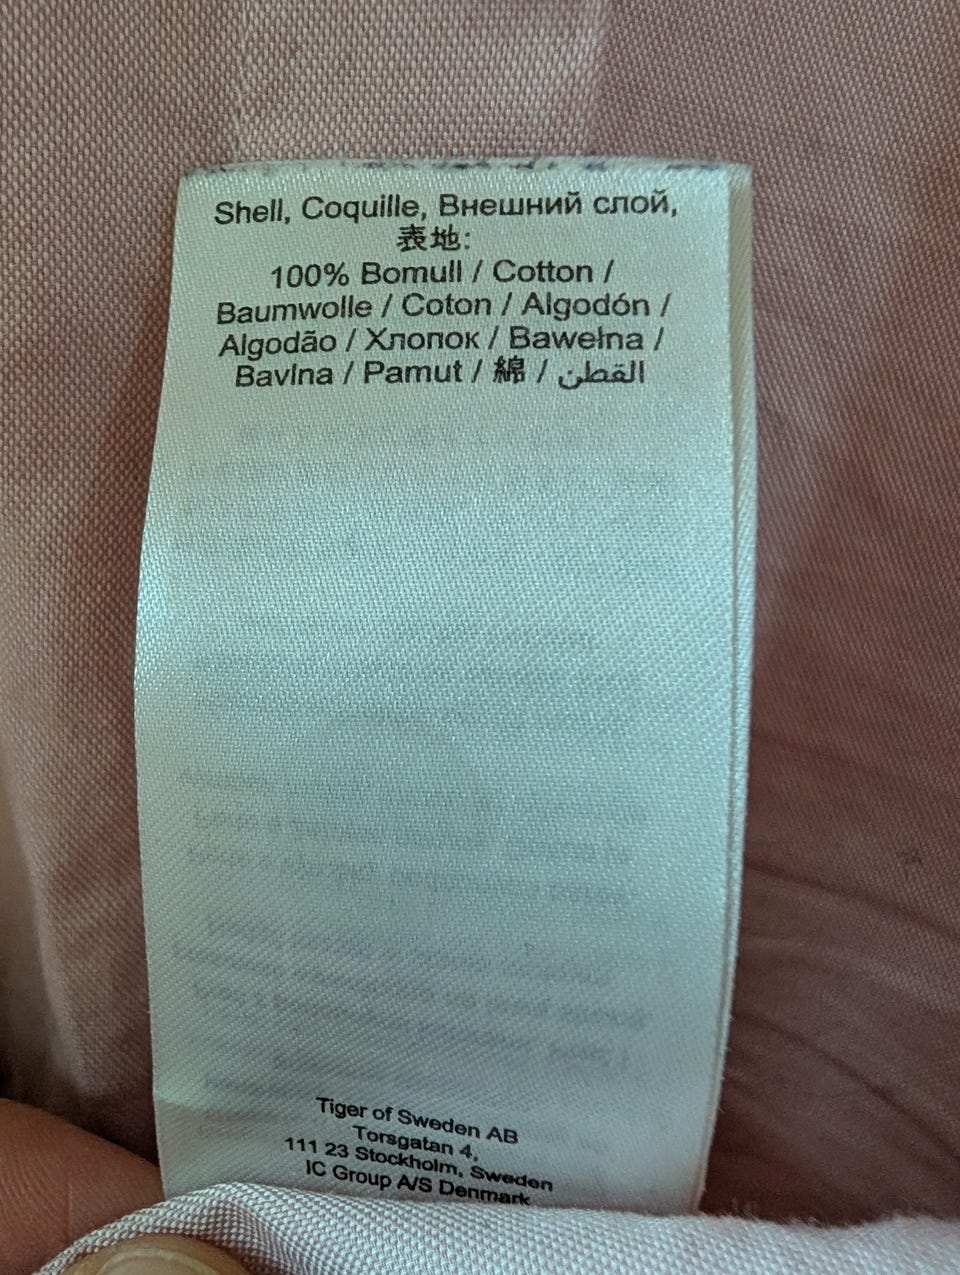 Shell, Coquille, Внешний слой,
表地:
100% Bomull / Cotton /
Baumwolle / Coton / Algodón /
Algodão / Хлопок / Bawełna /
Bavlna / Pamut / 綿 / القطن
Tiger of Sweden AB
Torsgatan 4,
111 23 Stockholm, Sweden
IC Group A/S Denmark